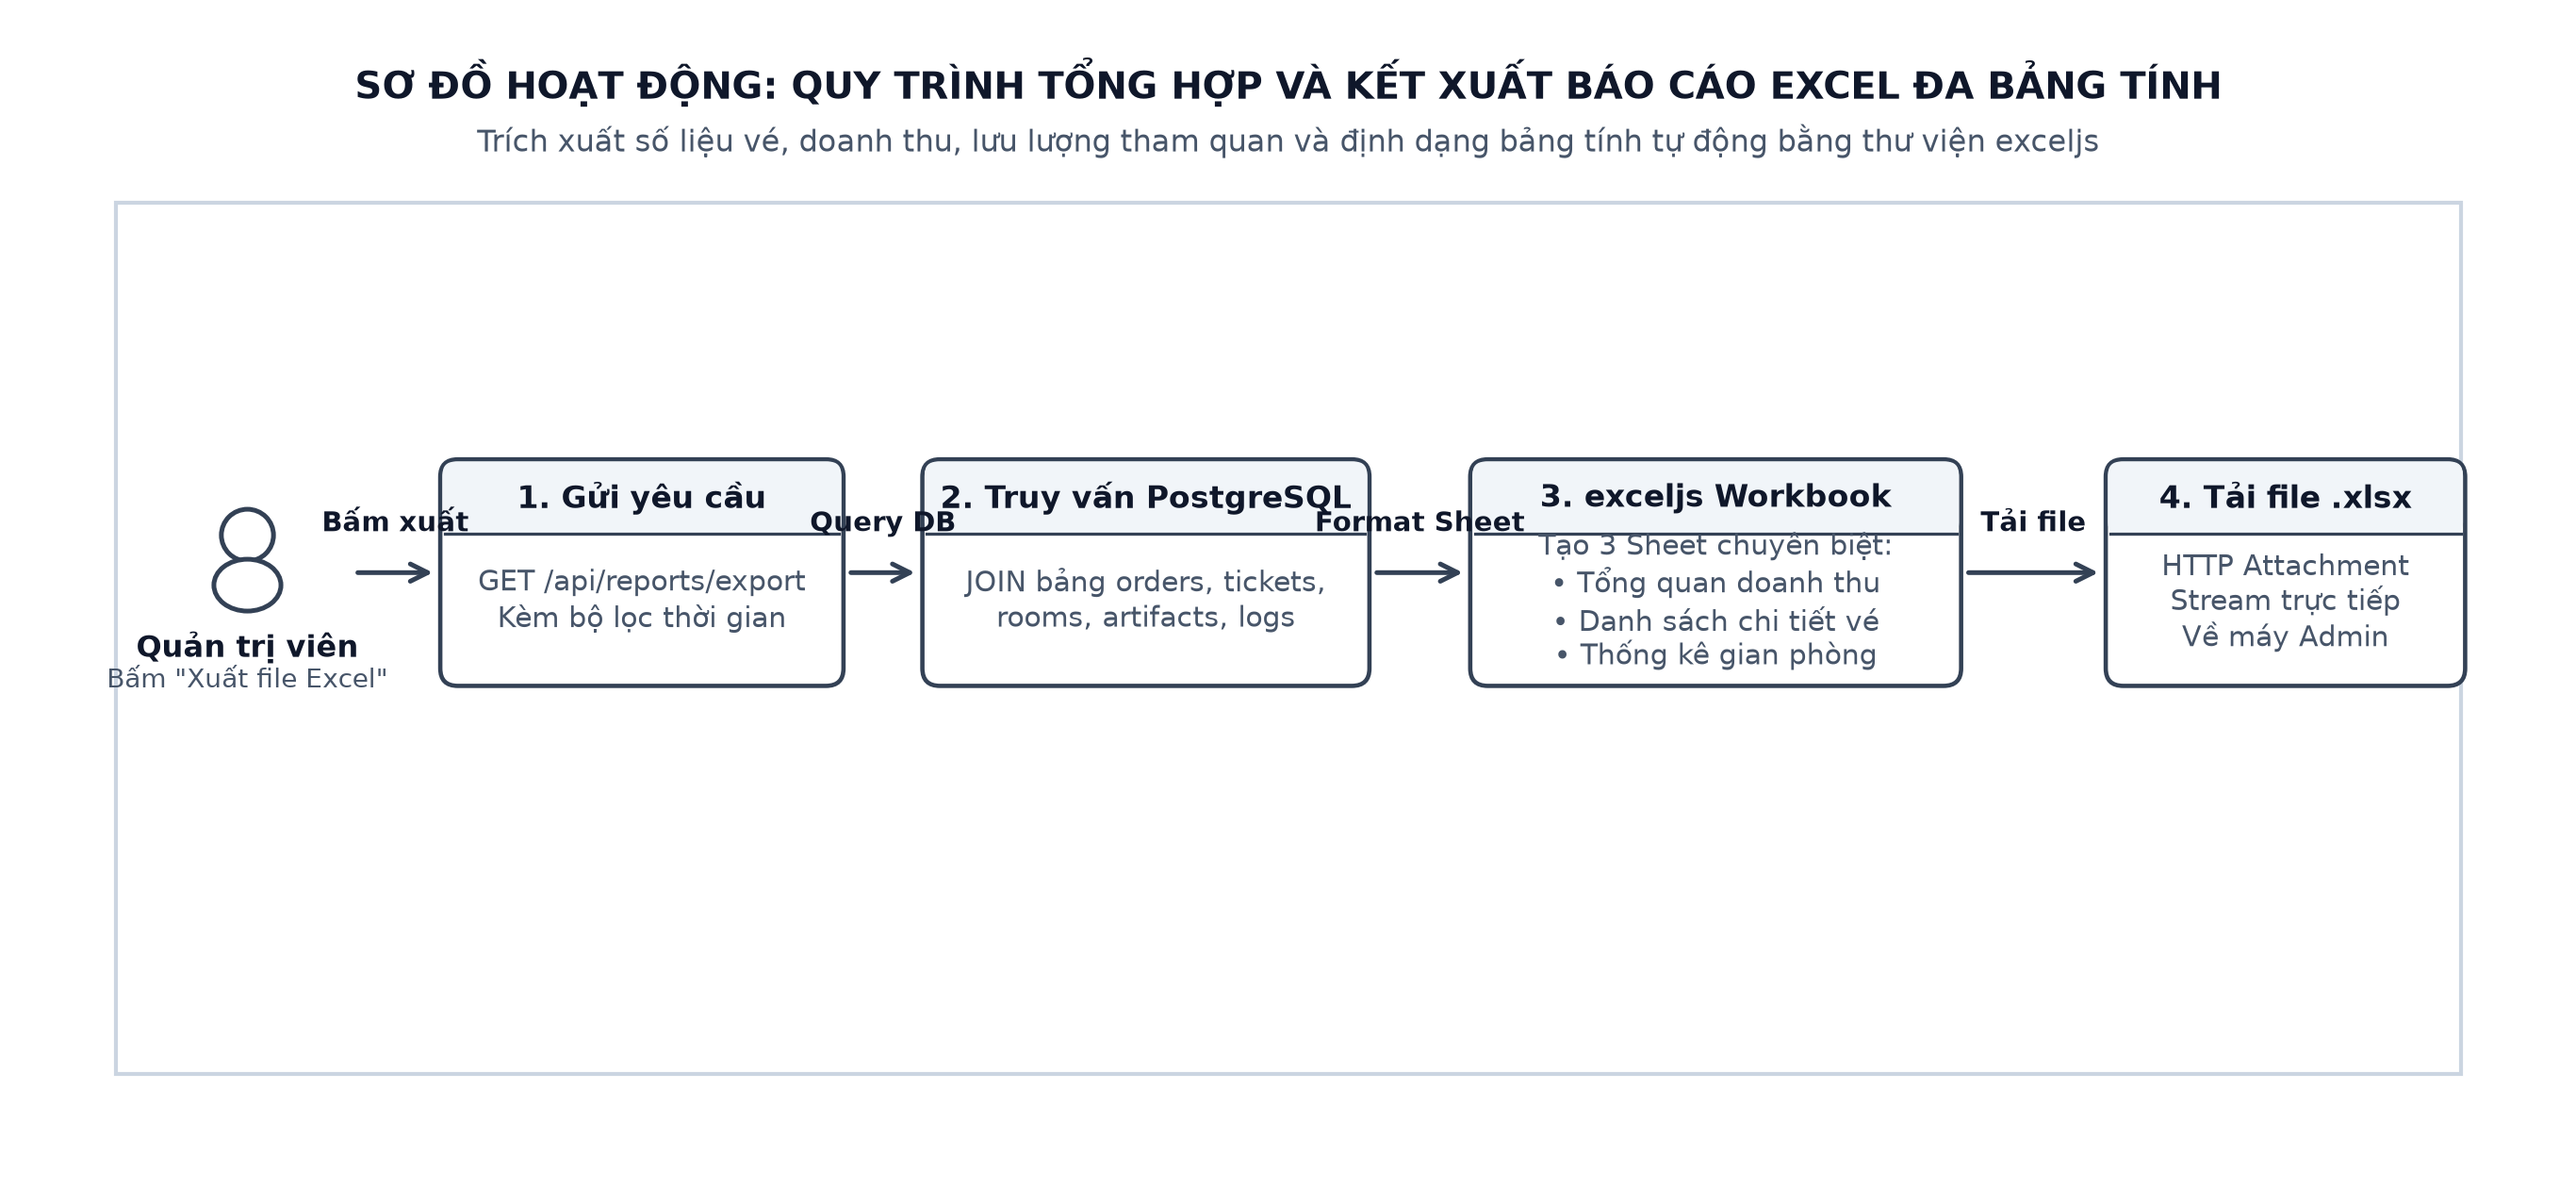 SƠ ĐỒ HOẠT ĐỘNG: QUY TRÌNH TỔNG HỢP VÀ KẾT XUẤT BÁO CÁO EXCEL ĐA BẢNG TÍNH
Trích xuất số liệu vé, doanh thu, lưu lượng tham quan và định dạng bảng tính tự động bằng thư viện exceljs
Quản trị viên
Bấm "Xuất file Excel"
Bấm xuất
1. Gửi yêu cầu
GET /api/reports/export
Kèm bộ lọc thời gian
Query DB
2. Truy vấn PostgreSQL
JOIN bảng orders, tickets,
rooms, artifacts, logs
Format Sheet
3. exceljs Workbook
Tạo 3 Sheet chuyên biệt:
• Tổng quan doanh thu
• Danh sách chi tiết vé
• Thống kê gian phòng
Tải file
4. Tải file .xlsx
HTTP Attachment
Stream trực tiếp
Về máy Admin